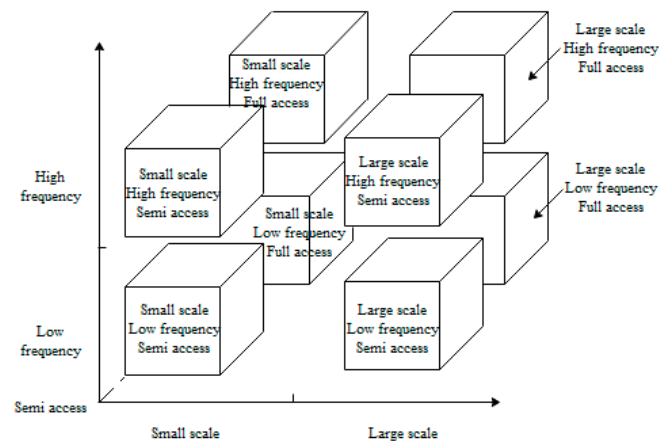 Large scale
High frequency
Full access
Small scale
High frequency
Full access
Small scale
High frequency
Semi access
Large scale
High frequency
Semi access
Large scale
Low frequency
Full access
High
frequency
Small scale
Low frequency
Full access
Small scale
Low frequency
Semi access
Large scale
Low frequency
Semi access
Low
frequency
Semi access
Small scale
Large scale